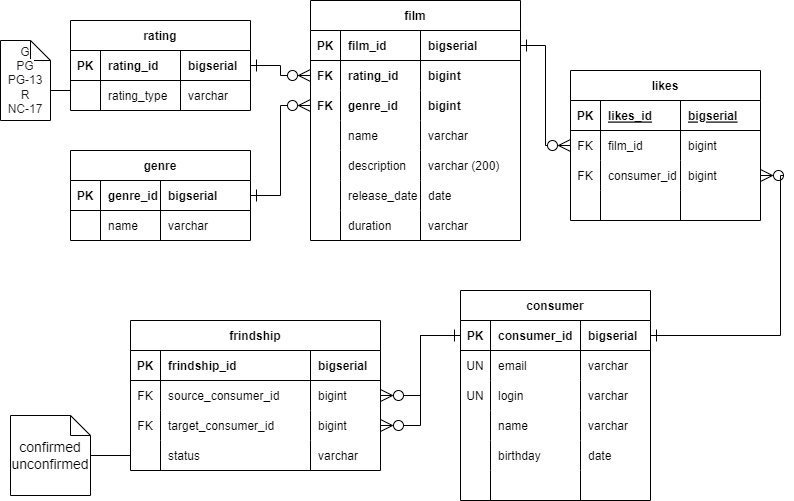 film
PK film_id bigserial
FK rating_id bigint
FK genre_id bigint
name varchar
description varchar (200)
release_date date
duration varchar
rating
PK rating_id bigserial
rating_type varchar
G
PG
PG-13
R
NC-17
genre
PK genre_id bigserial
name varchar
likes
PK likes_id bigserial
FK film_id bigint
FK consumer_id bigint
consumer
PK consumer_id bigserial
UN email varchar
UN login varchar
name varchar
birthday date
frindship
PK frindship_id bigserial
FK source_consumer_id bigint
FK target_consumer_id bigint
status varchar
confirmed
unconfirmed